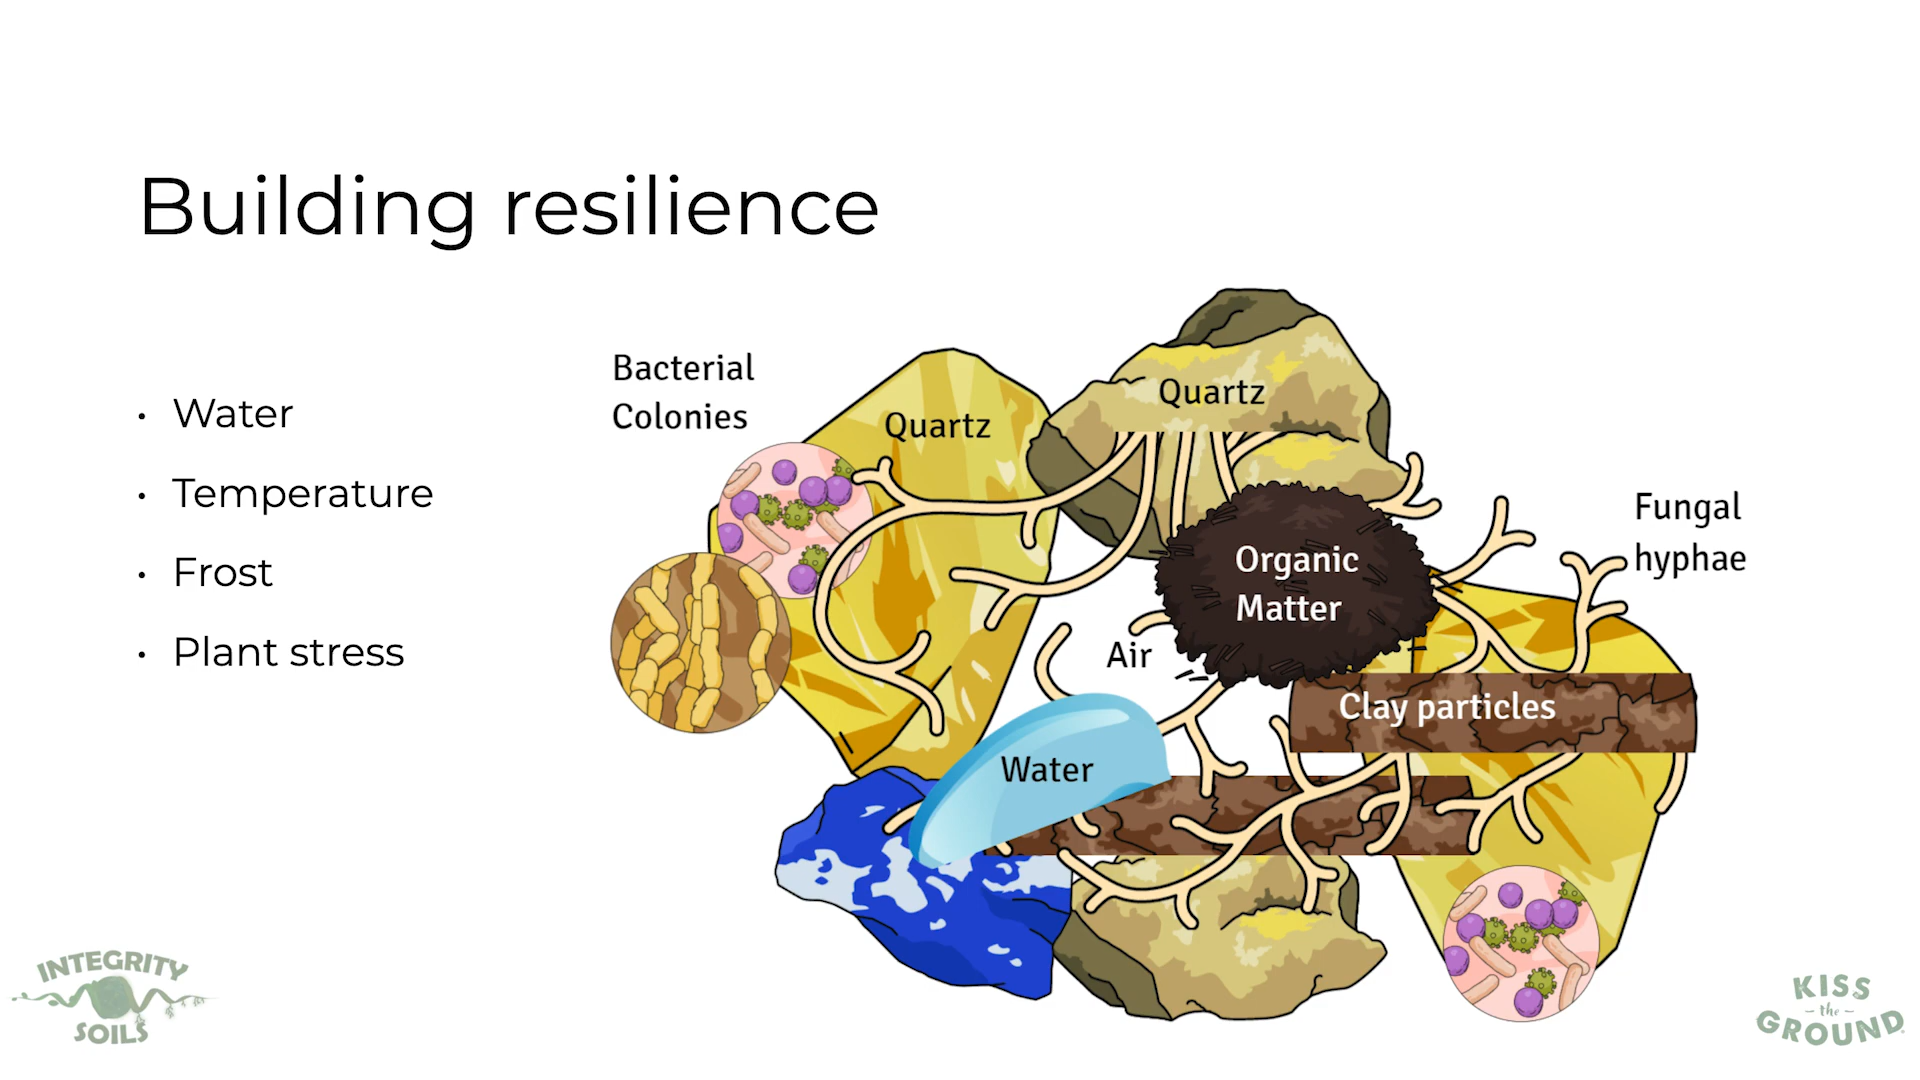 Building resilience
• Water
• Temperature
• Frost
• Plant stress
Bacterial
Colonies
Quartz
Quartz
Organic
Matter
Fungal
hyphae
Air
Clay particles
Water
INTEGRITY
SOILS
KISS
- the -
GROUND